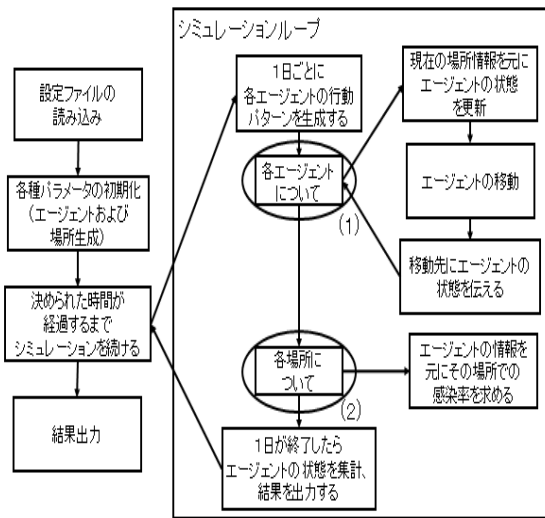 設定ファイルの
読み込み
各種パラメータの初期化
(エージェントおよび
場所生成)
決められた時間が
経過するまで
シミュレーションを続ける
結果出力
シミュレーションループ
1日ごとに
各エージェントの行動
パターンを生成する
各エージェント
について
(1)
現在の場所情報を元に
エージェントの状態
を更新
エージェントの移動
移動先にエージェントの
状態を伝える
各場所に
ついて
(2)
エージェントの情報を
元にその場所での
感染率を求める
1日が終了したら
エージェントの状態を集計、
結果を出力する